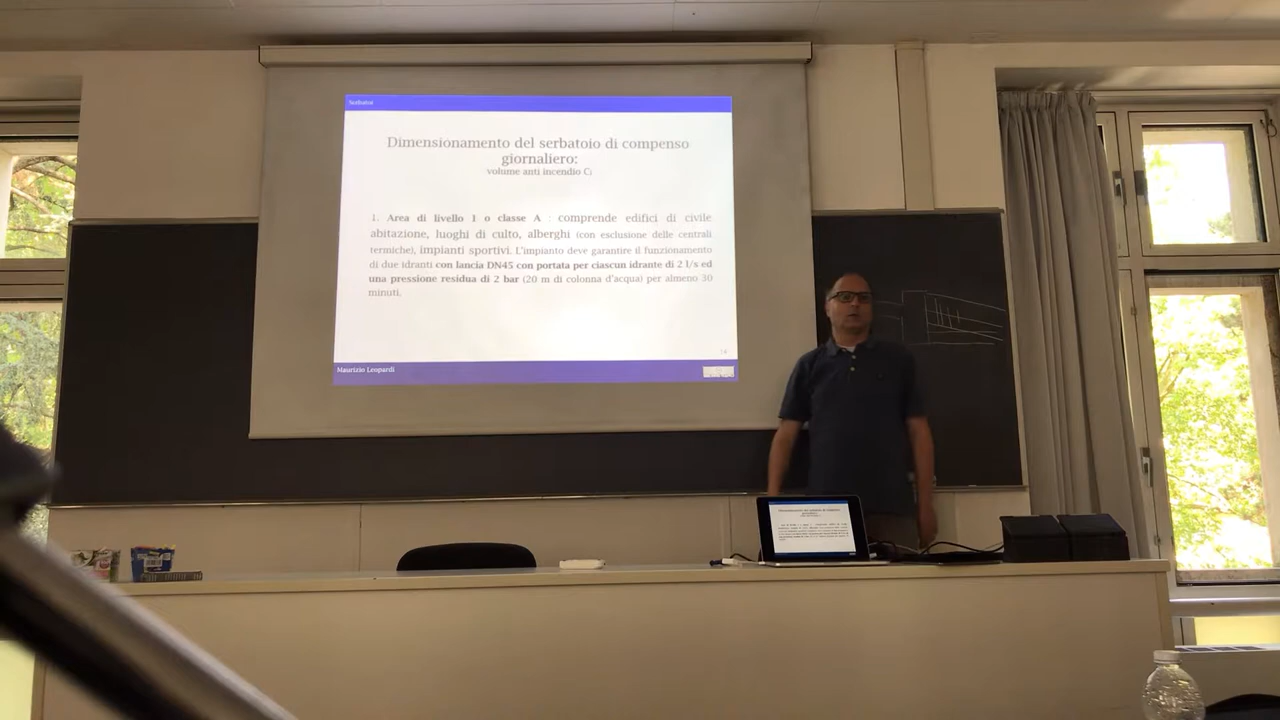 Serbatoi
Dimensionamento del serbatoio di compenso
giornaliero:
volume anti incendio Ci
1. Area di livello 1 o classe A : comprende edifici di civile
abitazione, luoghi di culto, alberghi (con esclusione delle centrali
termiche), impianti sportivi. L'impianto deve garantire il funzionamento
di due idranti con lancia DN45 con portata per ciascun idrante di 2 l/s ed
una pressione residua di 2 bar (20 m di colonna d'acqua) per almeno 30
minuti.
14
Maurizio Leopardi